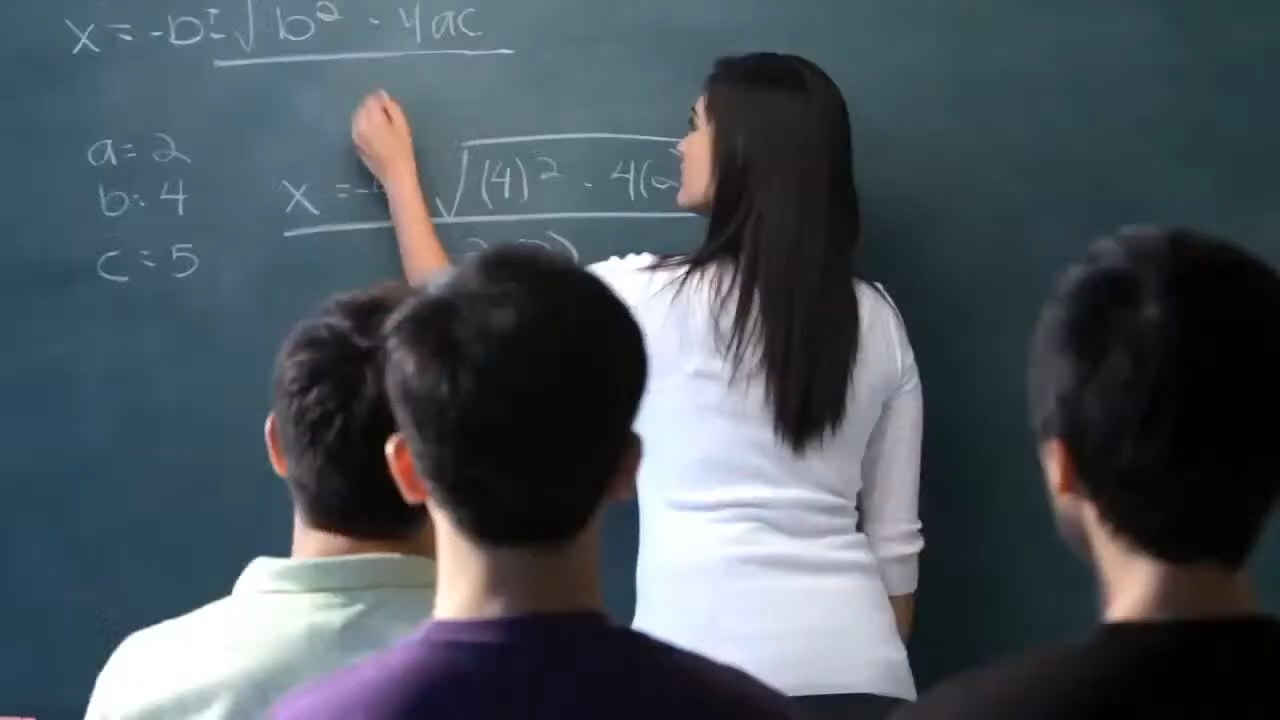 x = -b ± √b² - 4ac
a = 2
b: 4
c = 5
x = - √(4)² - 4(2